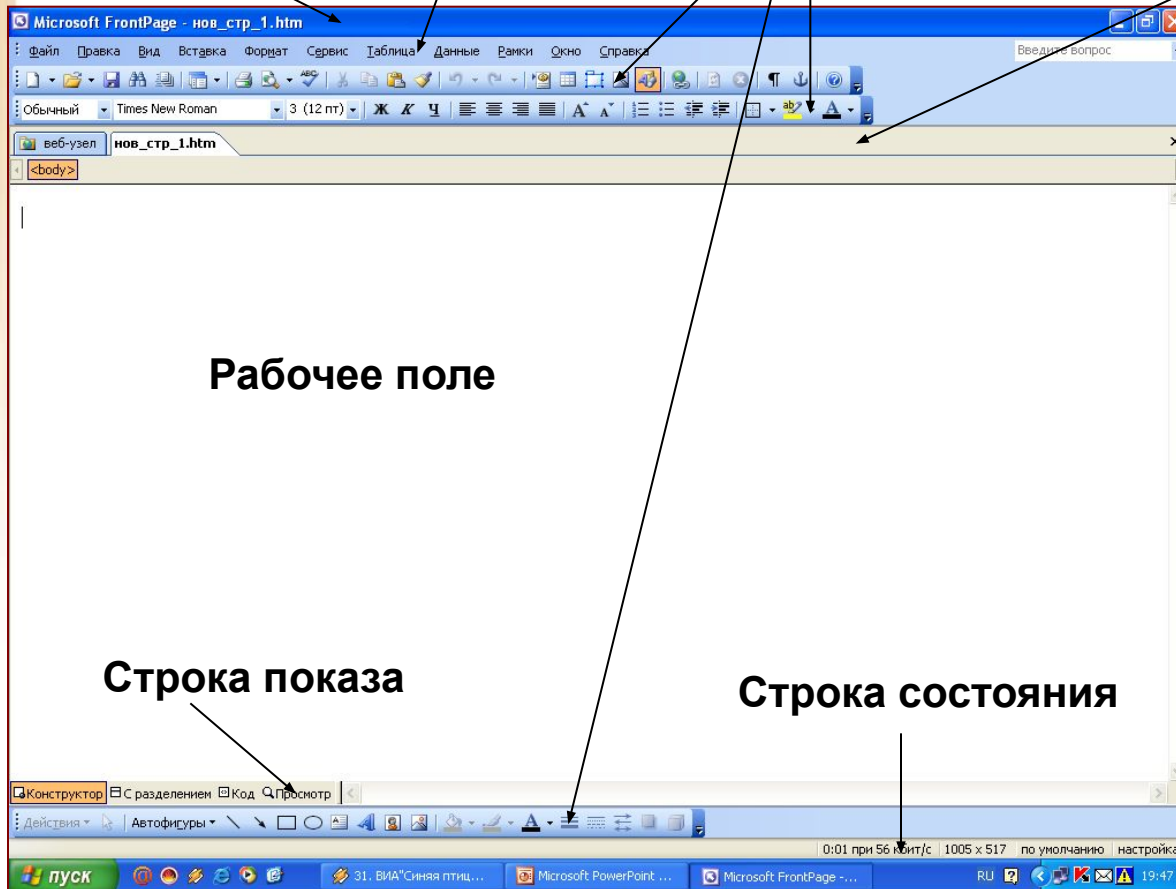 Microsoft FrontPage - нов_стр_1.htm
Файл Правка Вид Вставка Формат Сервис Таблица Данные Рамки Окно Справка Введите вопрос
Обычный Times New Roman 3 (12 пт) Ж К Ч
веб-узел нов_стр_1.htm
<body>
Рабочее поле
Строка показа
Строка состояния
Конструктор С разделением Код Просмотр
Действия Автофигуры
0:01 при 56 Кбит/с 1005 x 517 по умолчанию настройка
пуск 31. ВИА"Синяя птиц... Microsoft PowerPoint ... Microsoft FrontPage -... RU 19:47